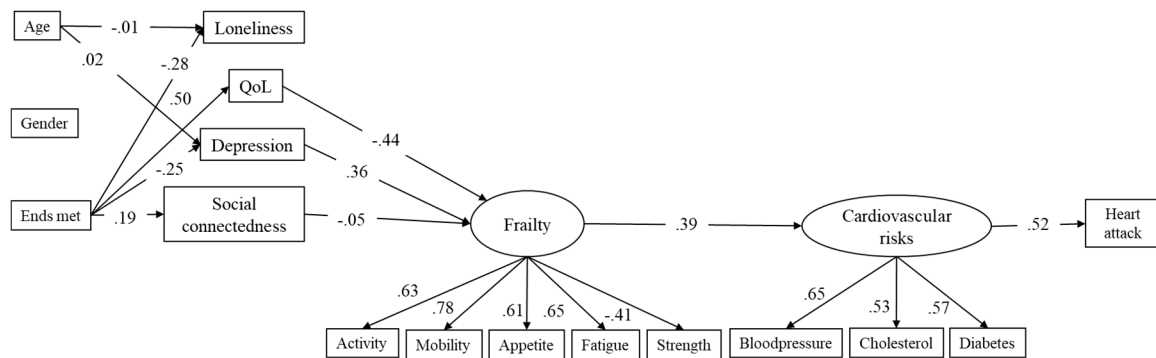 Age
-.01
Loneliness
.02
-.28
QoL
.50
Gender
-.44
Depression
-.25
.36
Ends met
.19
Social
connectedness
-.05
Frailty
.39
Cardiovascular
risks
.52
Heart
attack
.63
.78
.61
.65
-.41
.65
.53
.57
Activity
Mobility
Appetite
Fatigue
Strength
Bloodpressure
Cholesterol
Diabetes